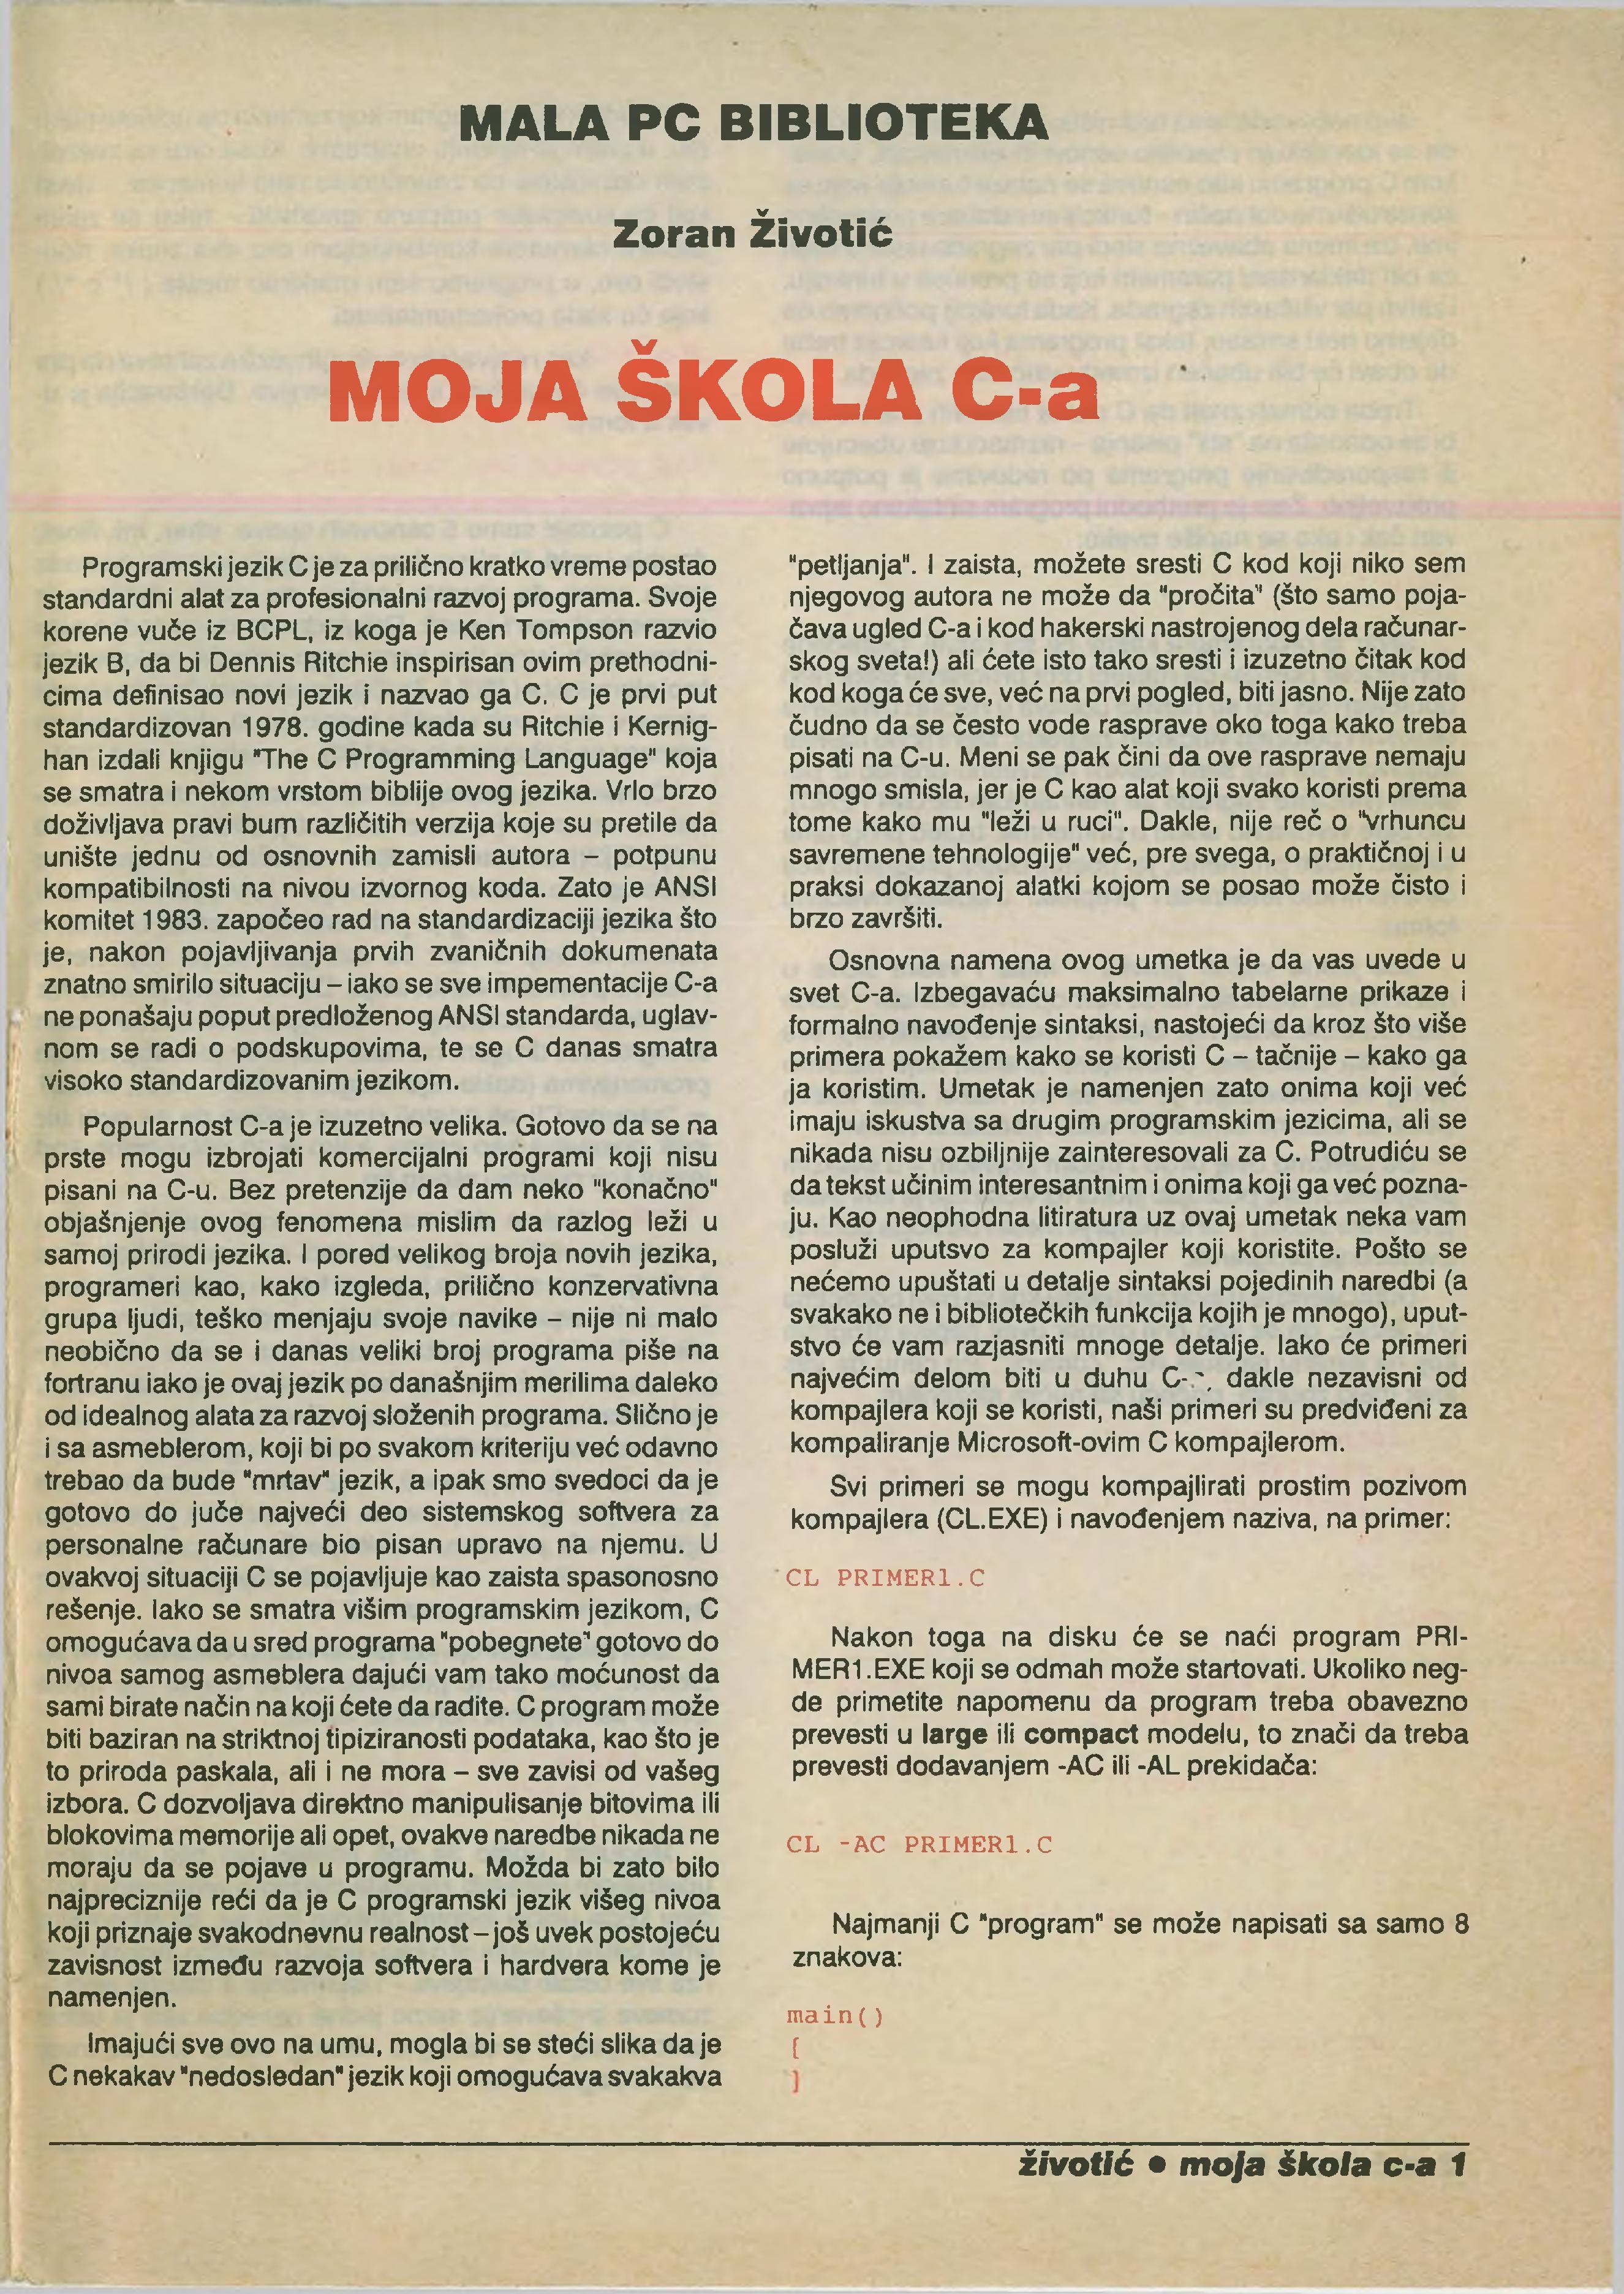 MALA PC BIBLIOTEKA
Zoran Životić
MOJA ŠKOLA C-a
Programski jezik C je za prilično kratko vreme postao
standardni alat za profesionalni razvoj programa. Svoje
korene vuče iz BCPL, iz koga je Ken Tompson razvio
jezik B, da bi Dennis Ritchie inspirisan ovim prethodni-
cima definisao novi jezik i nazvao ga C. C je prvi put
standardizovan 1978. godine kada su Ritchie i Kernig-
han izdali knjigu "The C Programming Language" koja
se smatra i nekom vrstom biblije ovog jezika. Vrlo brzo
doživljava pravi bum različitih verzija koje su pretile da
unište jednu od osnovnih zamisli autora – potpunu
kompatibilnosti na nivou izvornog koda. Zato je ANSI
komitet 1983. započeo rad na standardizaciji jezika što
je, nakon pojavljivanja prvih zvaničnih dokumenata
znatno smirilo situaciju – iako se sve impementacije C-a
ne ponašaju poput predloženog ANSI standarda, uglav-
nom se radi o podskupovima, te se C danas smatra
visoko standardizovanim jezikom.
Popularnost C-a je izuzetno velika. Gotovo da se na
prste mogu izbrojati komercijalni programi koji nisu
pisani na C-u. Bez pretenzije da dam neko "konačno"
objašnjenje ovog fenomena mislim da razlog leži u
samoj prirodi jezika. I pored velikog broja novih jezika,
programeri kao, kako izgleda, prilično konzervativna
grupa ljudi, teško menjaju svoje navike – nije ni malo
neobično da se i danas veliki broj programa piše na
fortranu iako je ovaj jezik po današnjim merilima daleko
od idealnog alata za razvoj složenih programa. Slično je
i sa asmeblerom, koji bi po svakom kriteriju već odavno
trebao da bude "mrtav" jezik, a ipak smo svedoci da je
gotovo do juče najveći deo sistemskog softvera za
personalne računare bio pisan upravo na njemu. U
ovakvoj situaciji C se pojavljuje kao zaista spasonosno
rešenje. Iako se smatra višim programskim jezikom, C
omogućava da u sred programa "pobegnete" gotovo do
nivoa samog asmeblera dajući vam tako moćunost da
sami birate način na koji ćete da radite. C program može
biti baziran na striktnoj tipiziranosti podataka, kao što je
to priroda paskala, ali i ne mora – sve zavisi od vašeg
izbora. C dozvoljava direktno manipulisanje bitovima ili
blokovima memorije ali opet, ovakve naredbe nikada ne
moraju da se pojave u programu. Možda bi zato bilo
najpreciznije reći da je C programski jezik višeg nivoa
koji priznaje svakodnevnu realnost – još uvek postojeću
zavisnost između razvoja softvera i hardvera kome je
namenjen.
Imajući sve ovo na umu, mogla bi se steći slika da je
C nekakav "nedosledan" jezik koji omogućava svakakva
"petljanja". I zaista, možete sresti C kod koji niko sem
njegovog autora ne može da "pročita" (što samo poja-
čava ugled C-a i kod hakerski nastrojenog dela računar-
skog sveta!) ali ćete isto tako sresti i izuzetno čitak kod
kod koga će sve, već na prvi pogled, biti jasno. Nije zato
čudno da se često vode rasprave oko toga kako treba
pisati na C-u. Meni se pak čini da ove rasprave nemaju
mnogo smisla, jer je C kao alat koji svako koristi prema
tome kako mu "leži u ruci". Dakle, nije reč o "vrhuncu
savremene tehnologije" već, pre svega, o praktičnoj i u
praksi dokazanoj alatki kojom se posao može čisto i
brzo završiti.
Osnovna namena ovog umetka je da vas uvede u
svet C-a. Izbegavaću maksimalno tabelarne prikaze i
formalno navođenje sintaksi, nastojeći da kroz što više
primera pokažem kako se koristi C – tačnije – kako ga
ja koristim. Umetak je namenjen zato onima koji već
imaju iskustva sa drugim programskim jezicima, ali se
nikada nisu ozbiljnije zainteresovali za C. Potrudiću se
da tekst učinim interesantnim i onima koji ga već pozna-
ju. Kao neophodna litiratura uz ovaj umetak neka vam
posluži uputsvo za kompajler koji koristite. Pošto se
nećemo upuštati u detalje sintaksi pojedinih naredbi (a
svakako ne i bibliotečkih funkcija kojih je mnogo), uput-
stvo će vam razjasniti mnoge detalje. Iako će primeri
najvećim delom biti u duhu dakle nezavisni od
kompajlera koji se koristi, naši primeri su predviđeni za
kompaliranje Microsoft-ovim C kompajlerom.
Svi primeri se mogu kompajlirati prostim pozivom
kompajlera (CL.EXE) i navođenjem naziva, na primer:
CL PRIMER1.C
Nakon toga na disku će se naći program PRI-
MER1.EXE koji se odmah može startovati. Ukoliko neg-
de primetite napomenu da program treba obavezno
prevesti u large ili compact modelu, to znači da treba
prevesti dodavanjem -AC ili -AL prekidača:
CL -AC PRIMER1.C
Najmanji C "program" se može napisati sa samo 8
znakova:
main()
{
}
životić • moja škola c-a 1